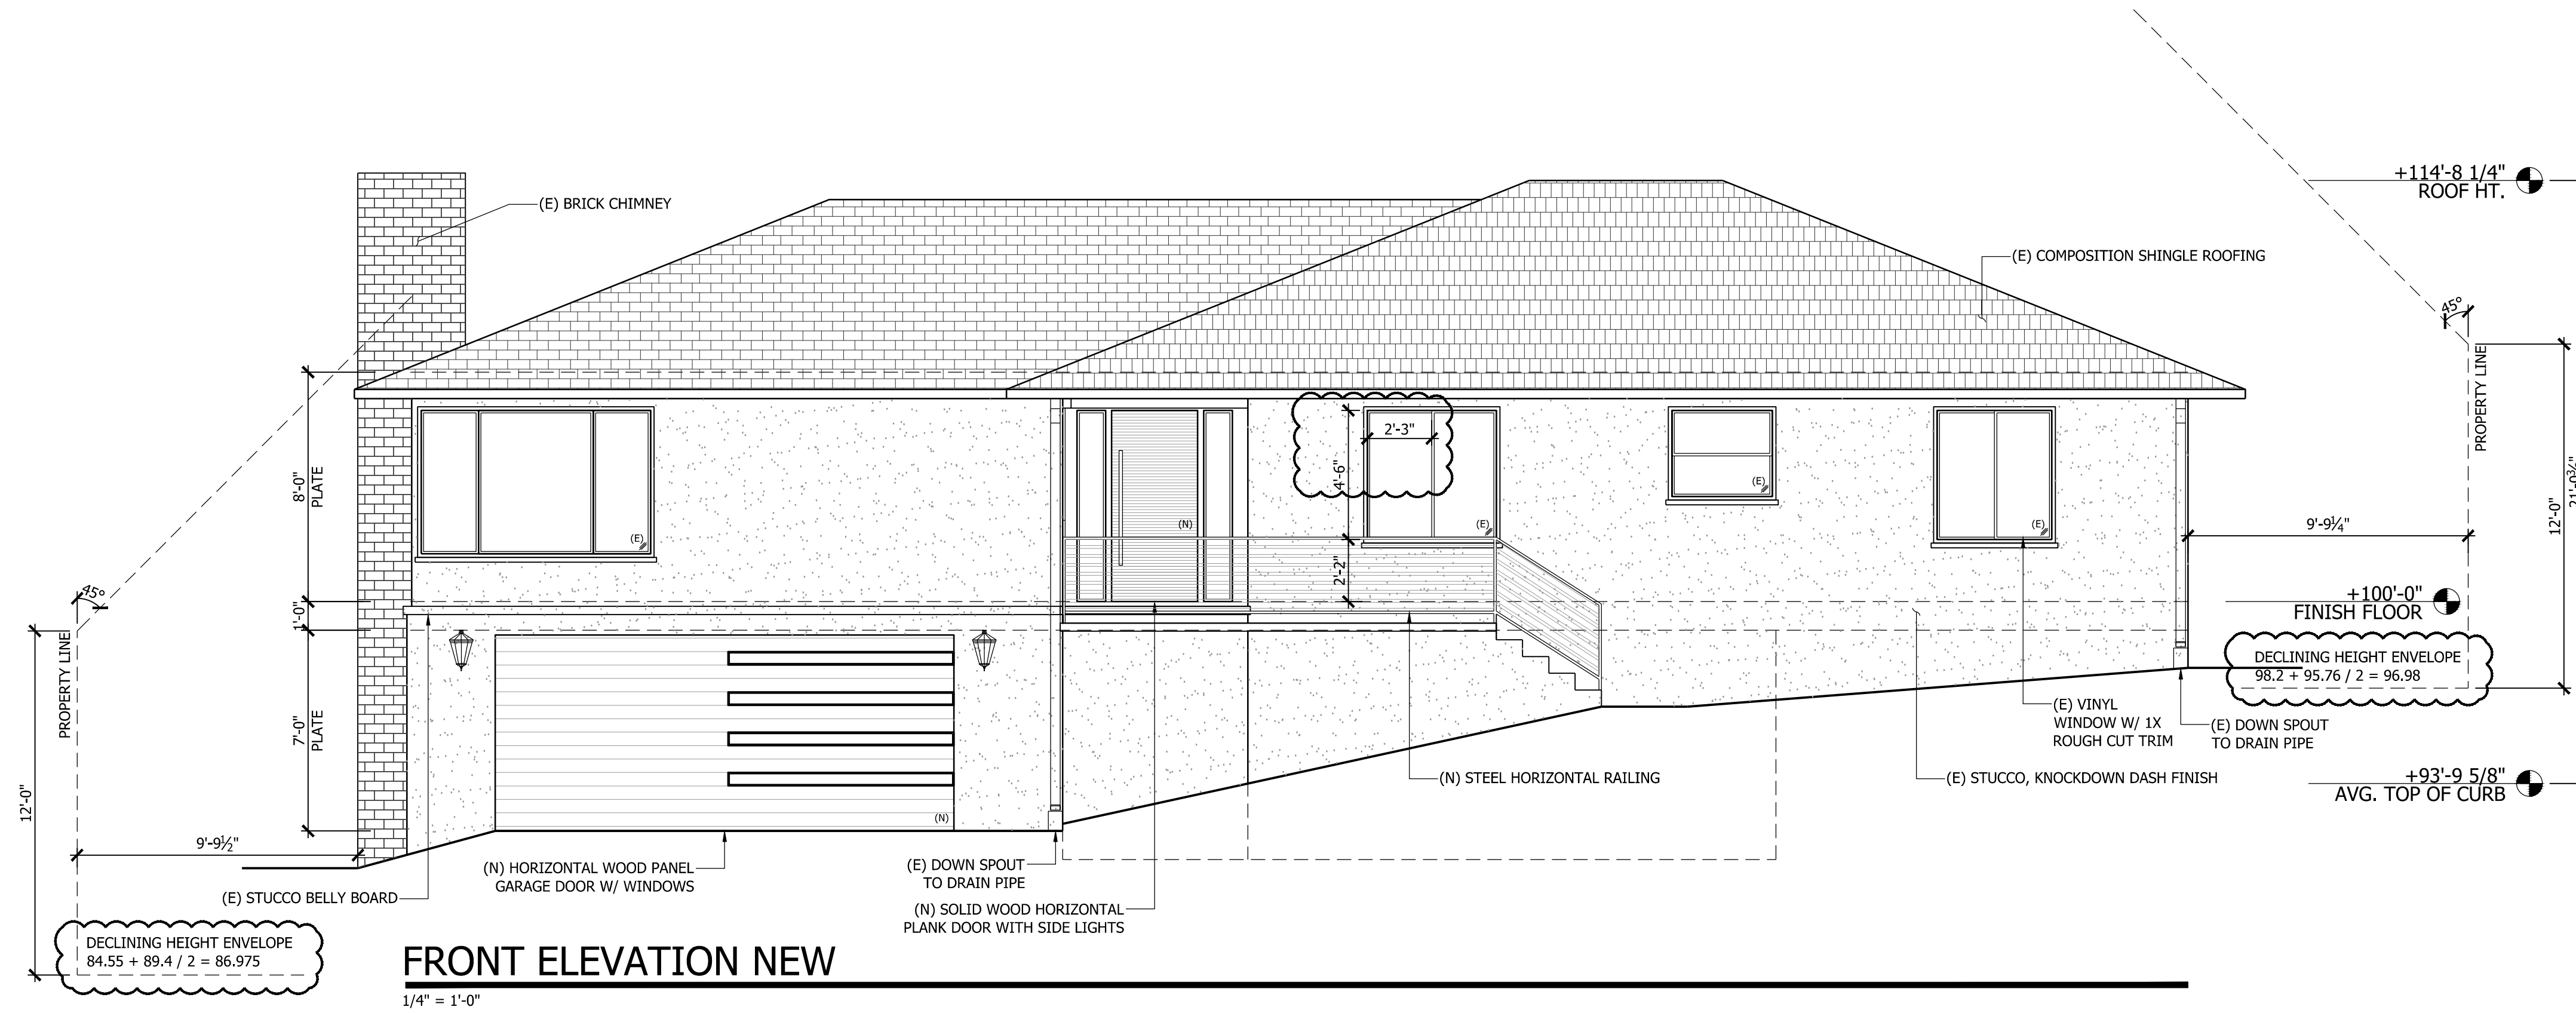 +114'-8 1/4"
ROOF HT.
(E) BRICK CHIMNEY
(E) COMPOSITION SHINGLE ROOFING
45°
PROPERTY LINE
12'-0"
21'-0¾"
8'-0"
PLATE
2'-3"
4'-6"
(E)
(N)
(E)
(E)
(E)
9'-9¼"
2'-2"
+100'-0"
FINISH FLOOR
45°
1'-0"
PROPERTY LINE
DECLINING HEIGHT ENVELOPE
98.2 + 95.76 / 2 = 96.98
7'-0"
PLATE
(E) VINYL
WINDOW W/ 1X
ROUGH CUT TRIM
(E) DOWN SPOUT
TO DRAIN PIPE
(N) STEEL HORIZONTAL RAILING
(E) STUCCO, KNOCKDOWN DASH FINISH
+93'-9 5/8"
AVG. TOP OF CURB
12'-0"
(N)
9'-9½"
(N) HORIZONTAL WOOD PANEL
GARAGE DOOR W/ WINDOWS
(E) DOWN SPOUT
TO DRAIN PIPE
(E) STUCCO BELLY BOARD
(N) SOLID WOOD HORIZONTAL
PLANK DOOR WITH SIDE LIGHTS
DECLINING HEIGHT ENVELOPE
84.55 + 89.4 / 2 = 86.975
FRONT ELEVATION NEW
1/4" = 1'-0"